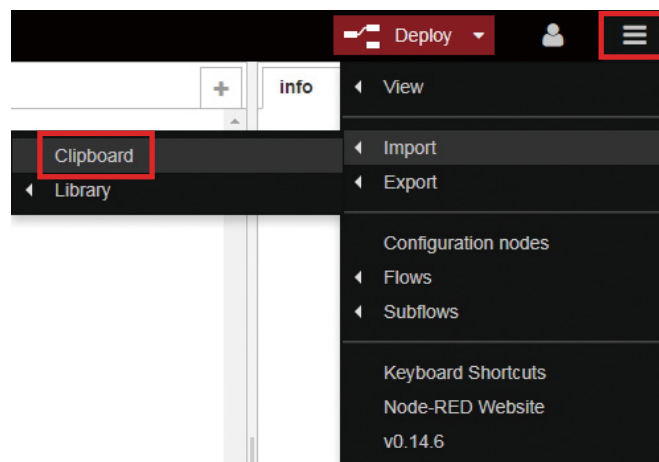 Deploy
+
info
View
Clipboard
Import
Library
Export
Configuration nodes
Flows
Subflows
Keyboard Shortcuts
Node-RED Website
v0.14.6